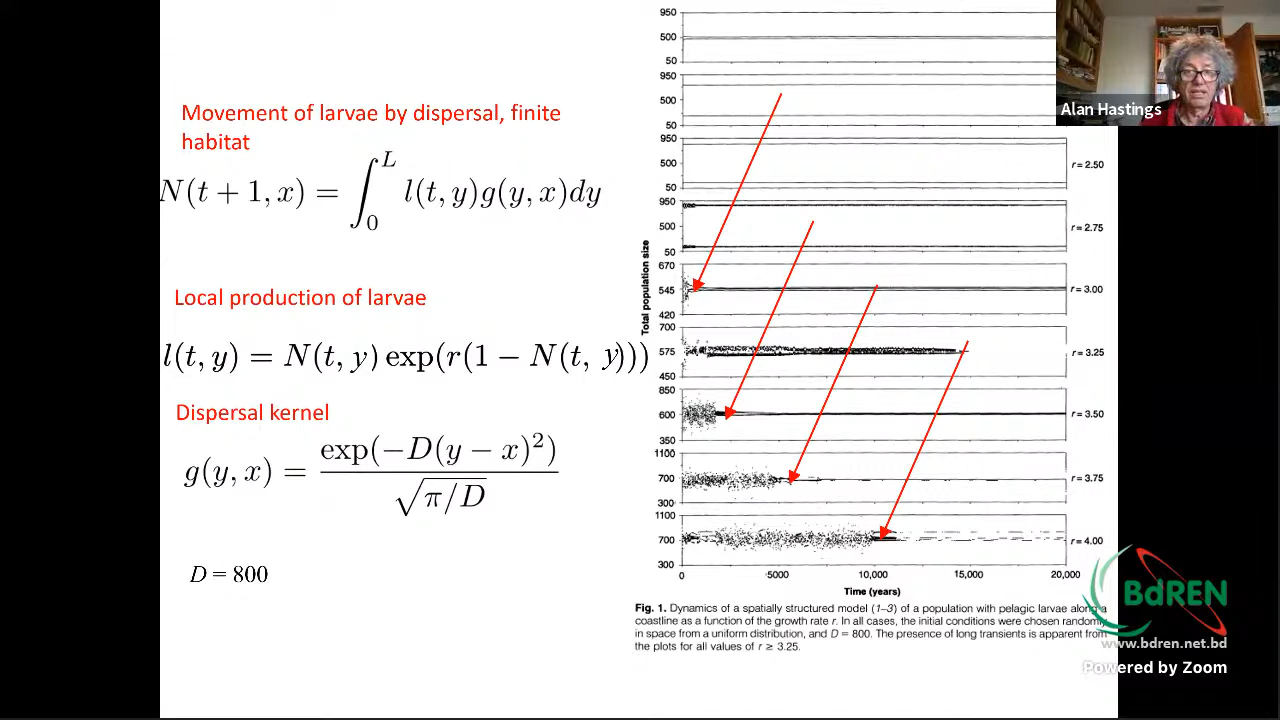 Movement of larvae by dispersal, finite
habitat
N(t + 1, x) = ∫₀ᴸ l(t, y)g(y, x)dy
Local production of larvae
l(t, y) = N(t, y) exp(r(1 − N(t, y)))
Dispersal kernel
g(y, x) = exp(−D(y − x)²) / √(π/D)
D = 800
Total population size
950
500
50
950
500
50
950
500
50
r = 2.50
950
500
50
r = 2.75
670
545
420
r = 3.00
700
575
450
r = 3.25
850
600
350
r = 3.50
1100
700
300
r = 3.75
1100
700
300
r = 4.00
0 5000 10,000 15,000 20,000
Time (years)
Fig. 1. Dynamics of a spatially structured model (1–3) of a population with pelagic larvae along a
coastline as a function of the growth rate r. In all cases, the initial conditions were chosen randomly
in space from a uniform distribution, and D = 800. The presence of long transients is apparent from
the plots for all values of r ≥ 3.25.
Alan Hastings
BdREN
www.bdren.net.bd
Powered by Zoom